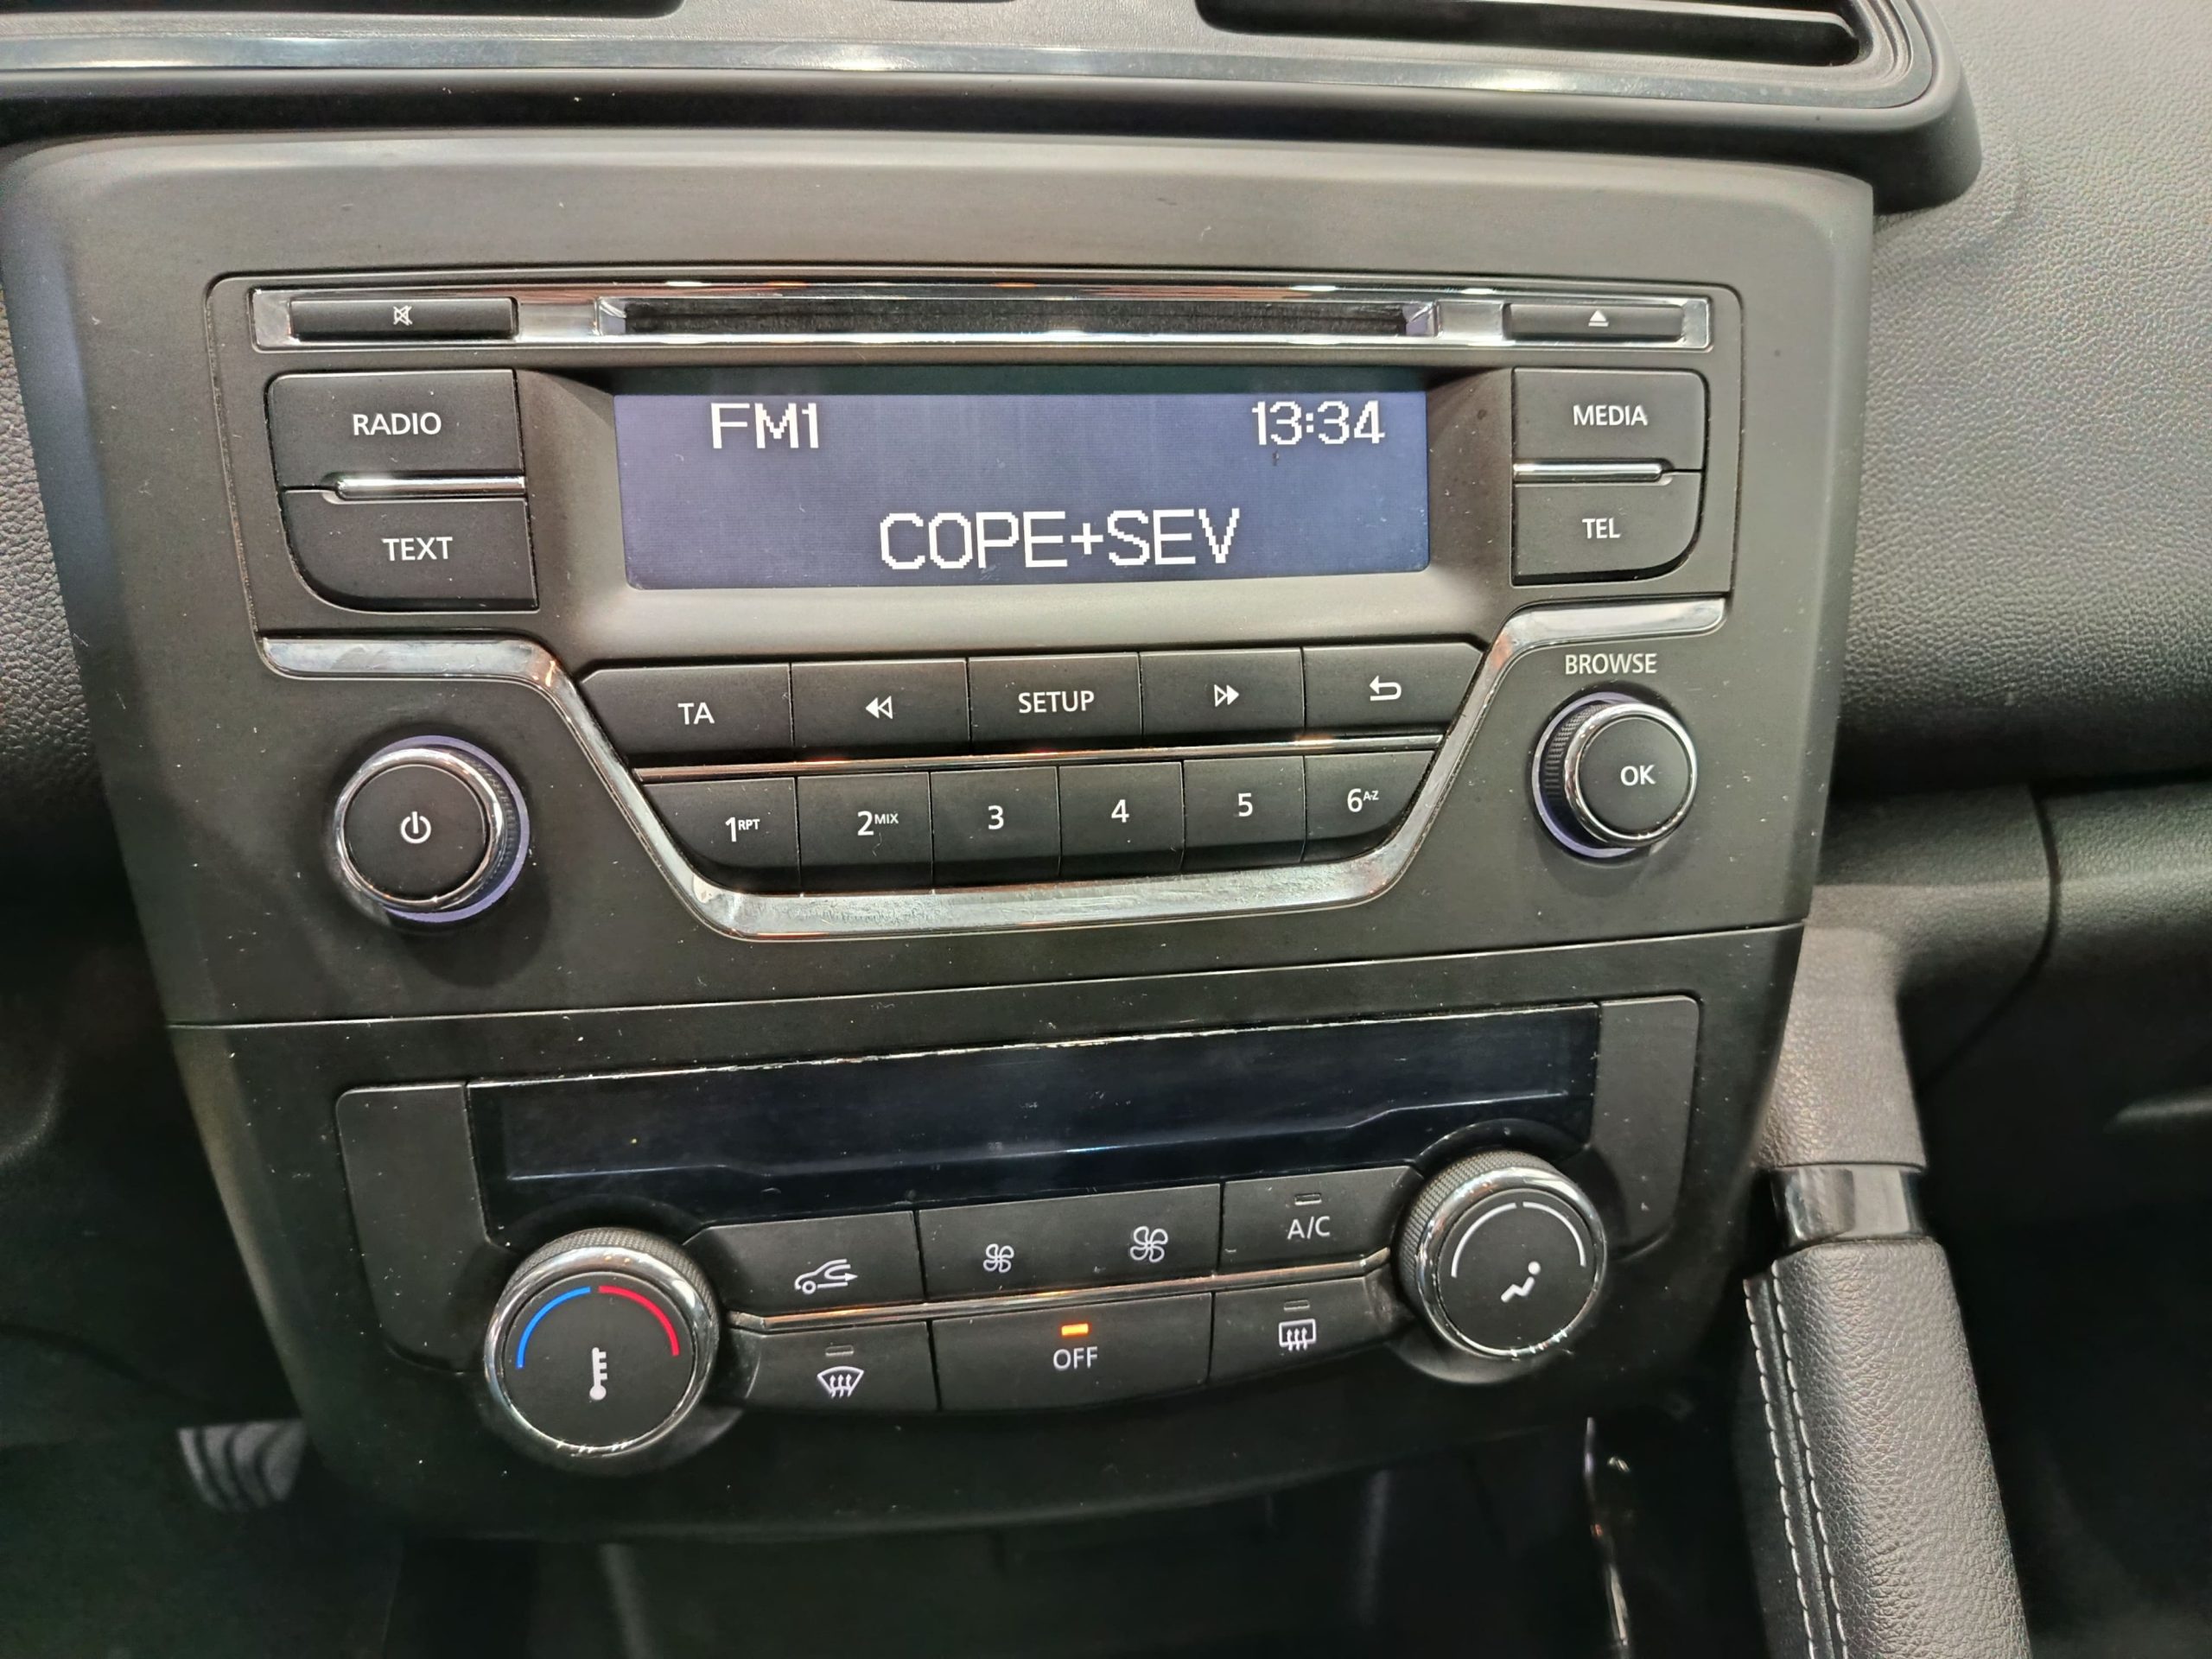 RADIO
FM1 13:34
MEDIA
TEXT
COPE+SEV
TEL
BROWSE
TA
SETUP
OK
1RPT
2MIX
3
4
5
6A-Z
A/C
OFF